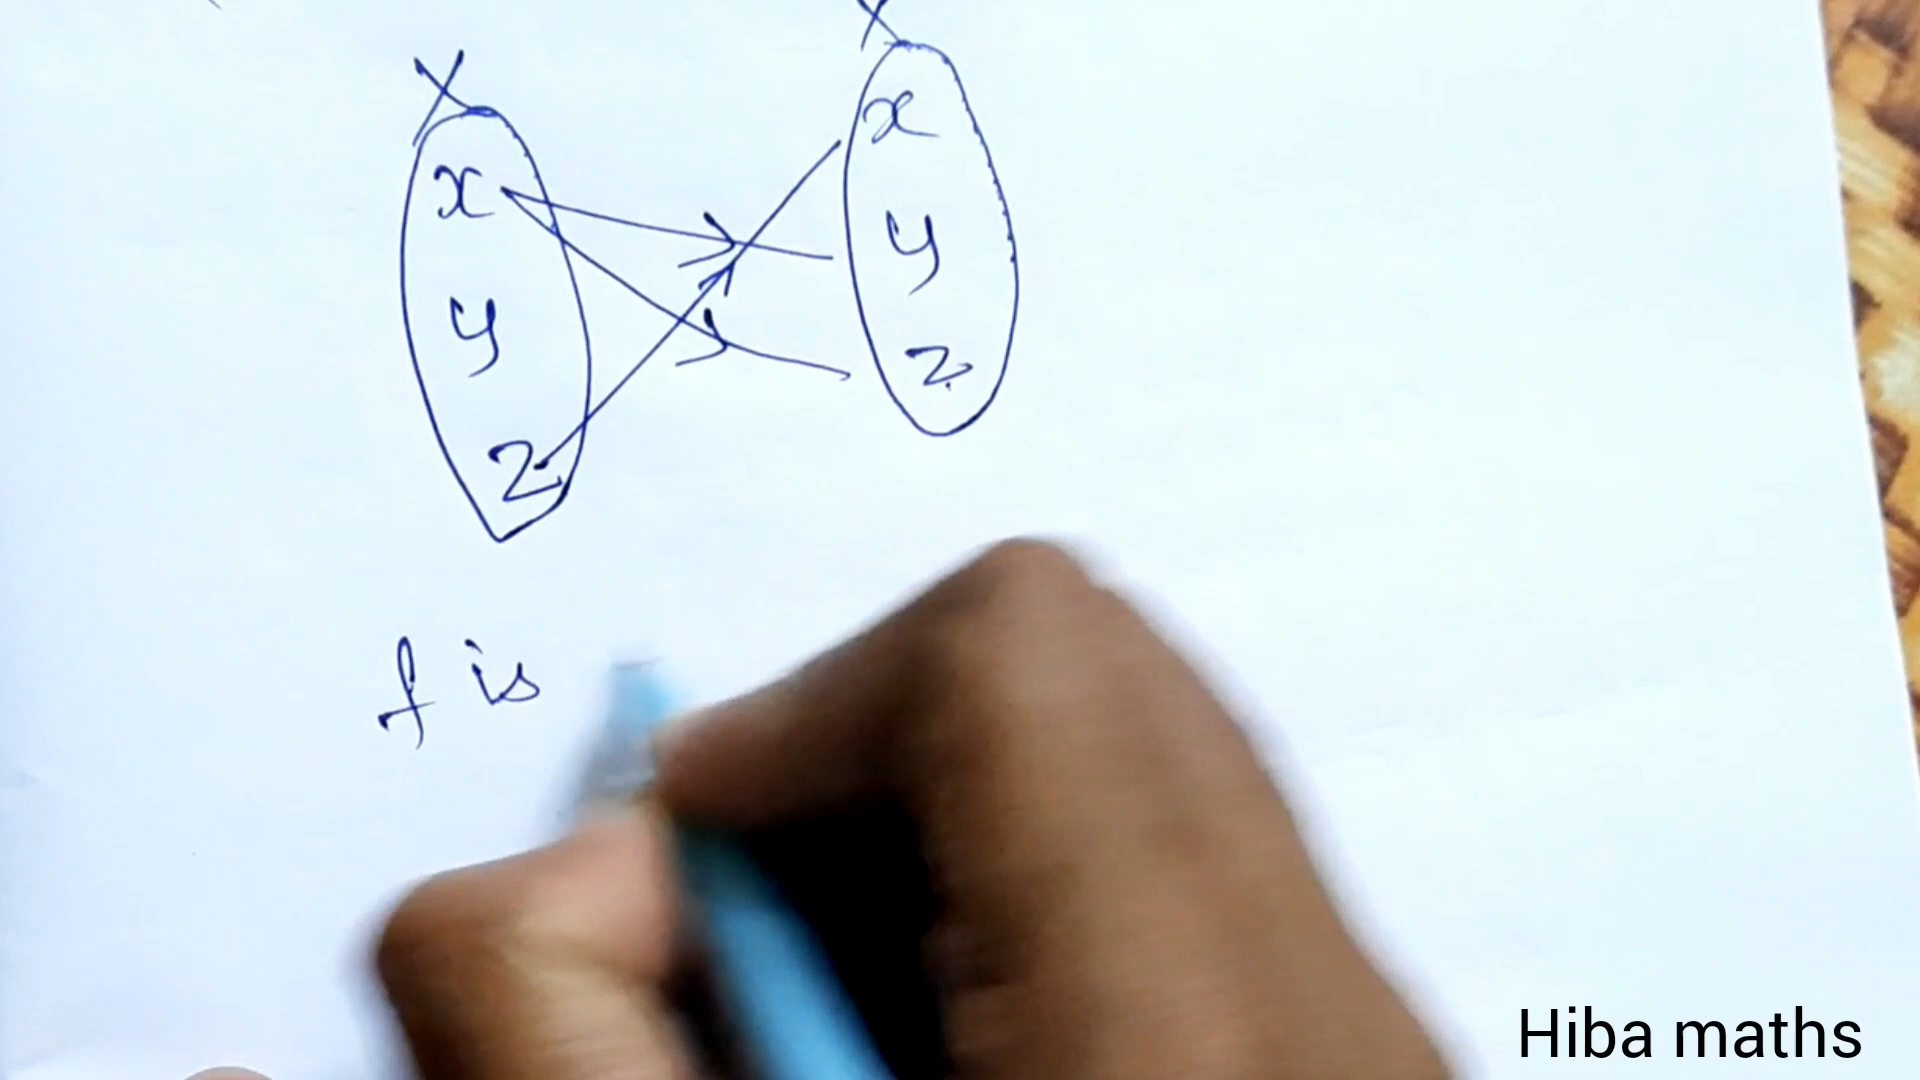 X X
x x
y y
z z
f is
Hiba maths